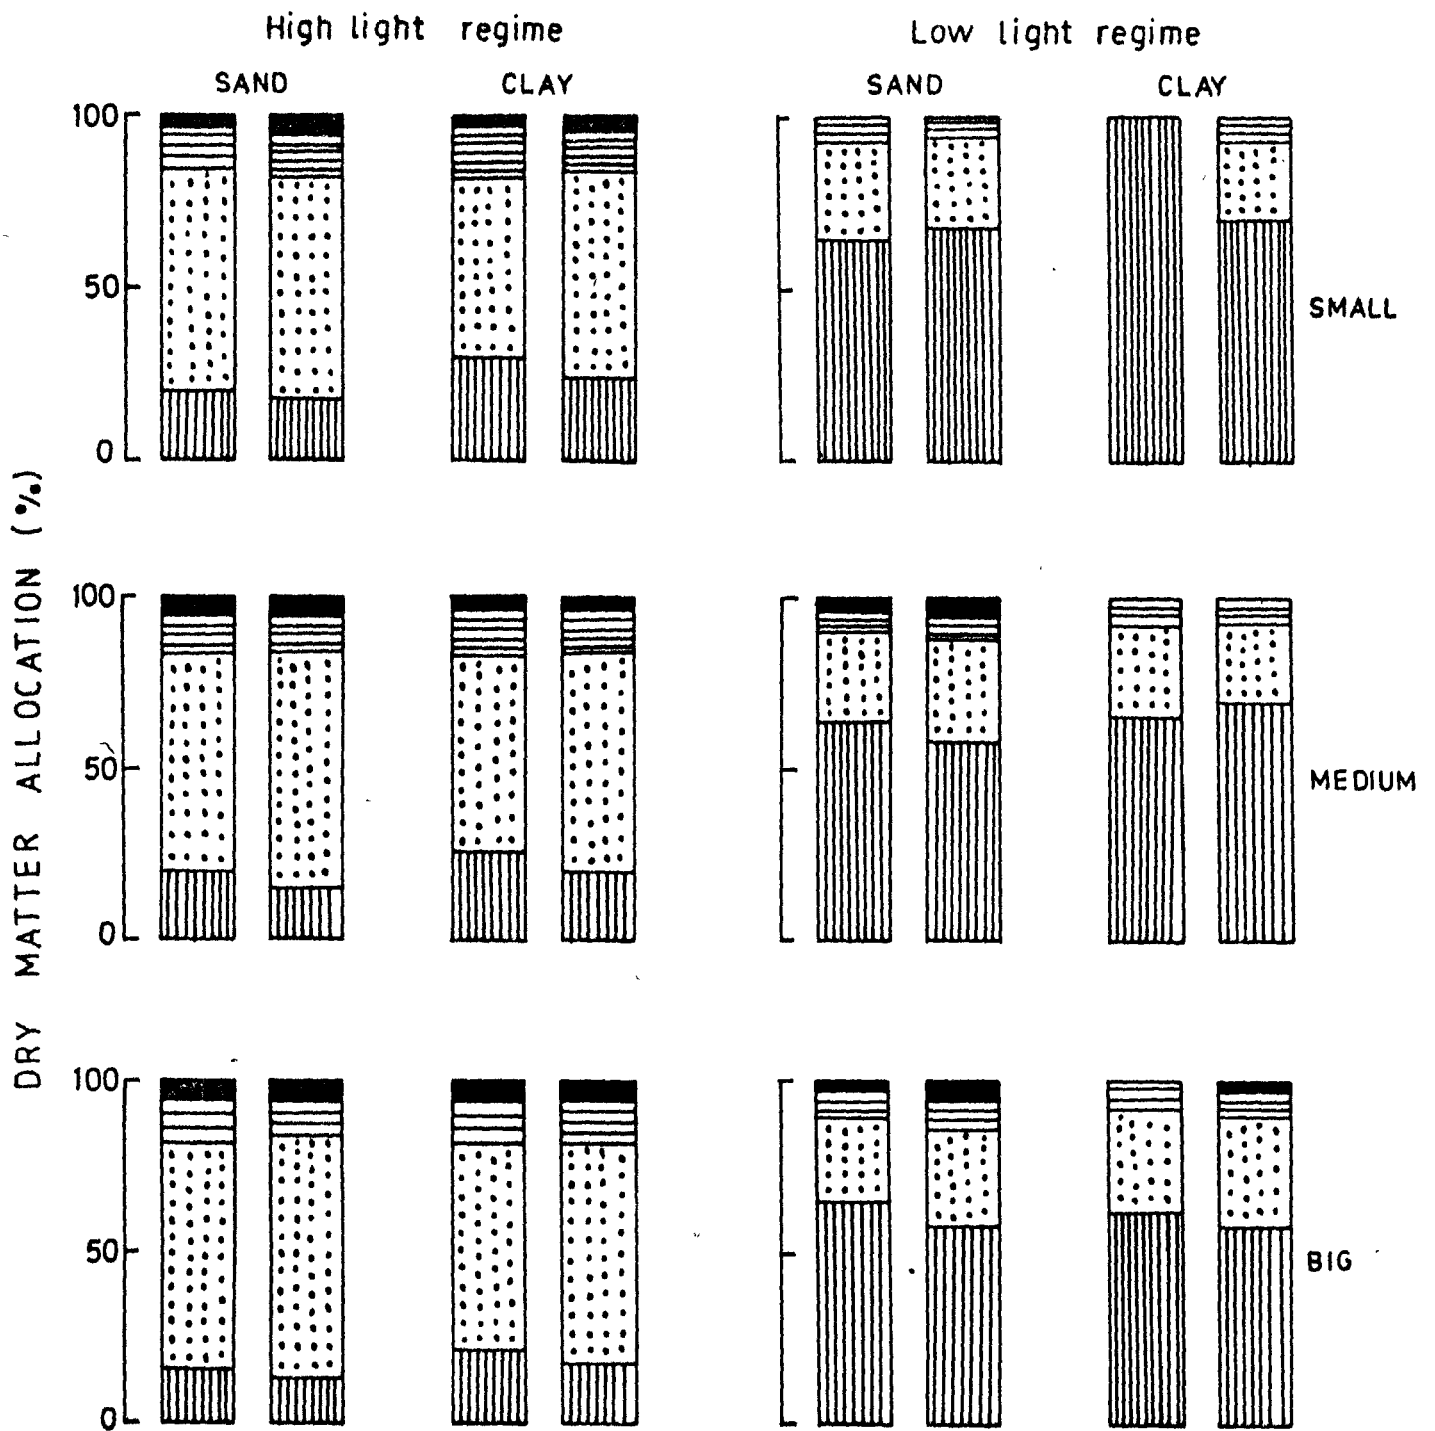 High light regime
Low light regime
SAND
CLAY
SAND
CLAY
100
50
0
SMALL
DRY MATTER ALLOCATION (%)
100
50
0
MEDIUM
100
50
0
BIG